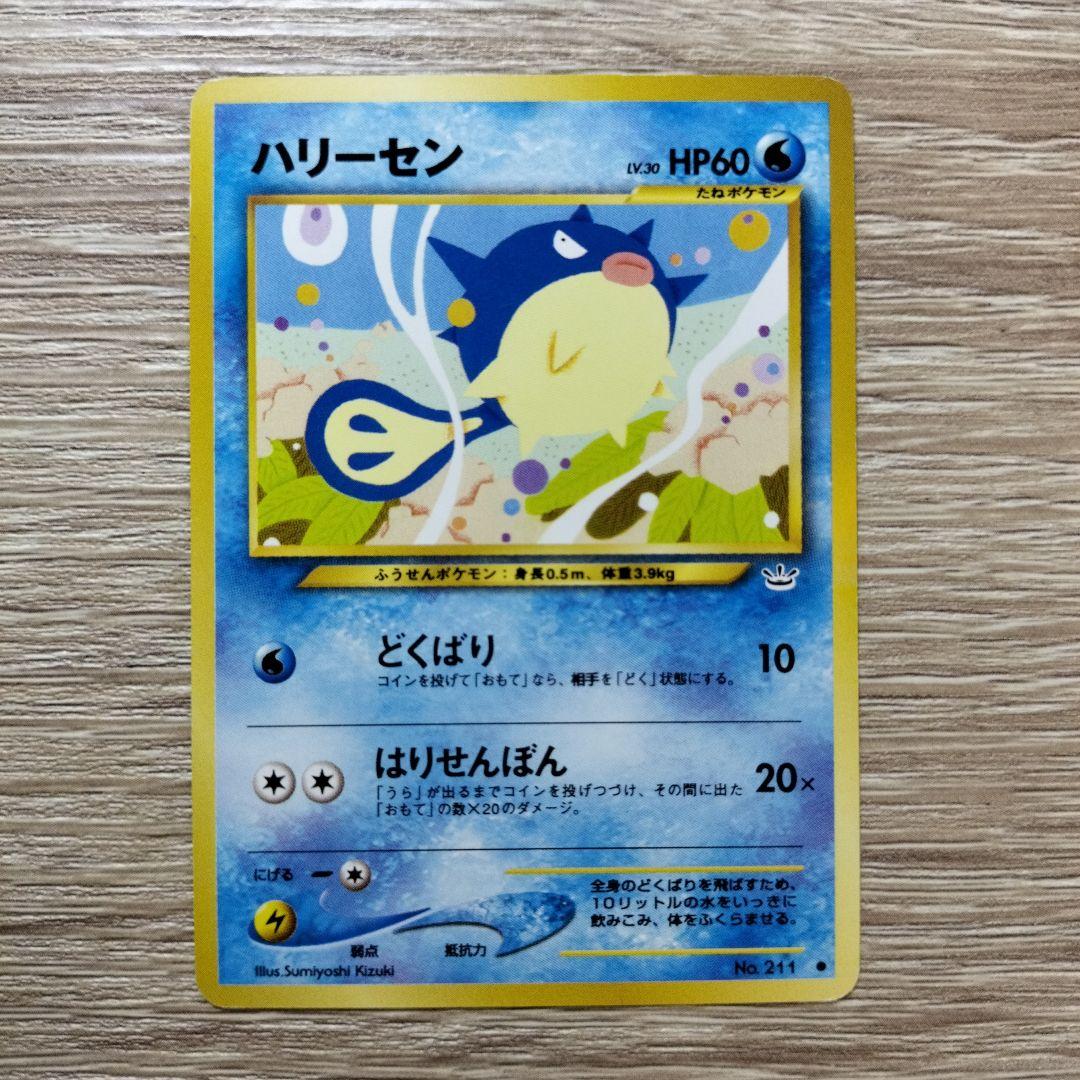 ハリーセン
LV.30 HP60
たねポケモン
ふうせんポケモン：身長0.5m、体重3.9kg
どくばり 10
コインを投げて「おもて」なら、相手を「どく」状態にする。
はりせんぼん 20×
「うら」が出るまでコインを投げつづけ、その間に出た
「おもて」の数×20のダメージ。
にげる
全身のどくばりを飛ばすため、
10リットルの水をいっきに
飲みこみ、体をふくらませる。
弱点 抵抗力
Illus.Sumiyoshi Kizuki
No. 211